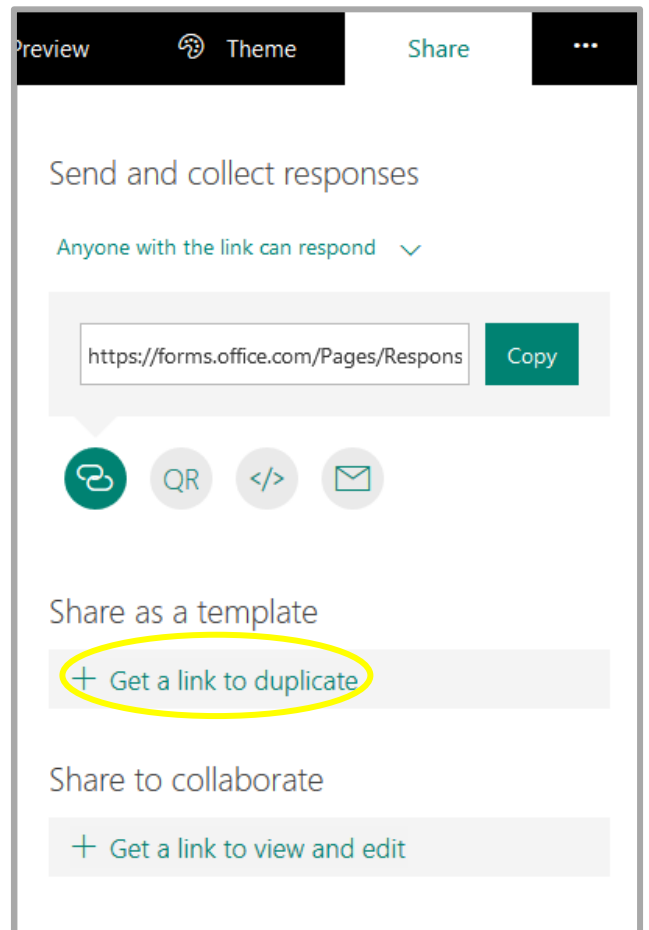 Preview Theme Share ...
Send and collect responses
Anyone with the link can respond
https://forms.office.com/Pages/Respons Copy
QR </>
Share as a template
+ Get a link to duplicate
Share to collaborate
+ Get a link to view and edit